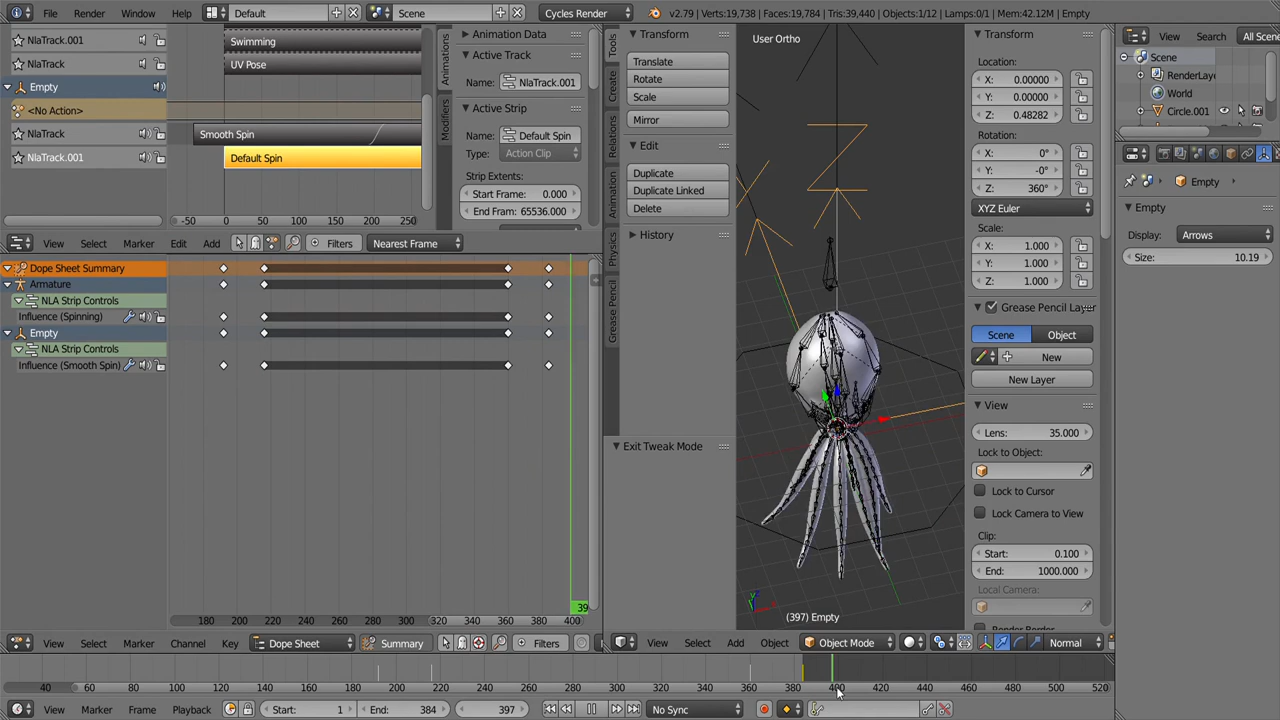 File Render Window Help Default Scene Cycles Render v2.79 | Verts:19,738 | Faces:19,784 | Tris:39,440 | Objects:1/12 | Lamps:0/1 | Mem:42.12M | Empty
NlaTrack.001
Swimming
NlaTrack
UV Pose
Empty
<No Action>
NlaTrack
Smooth Spin
NlaTrack.001
Default Spin
-50 0 50 100 150 200 250
View Select Marker Edit Add Filters Nearest Frame
Animations
Modifiers
Animation Data
Active Track
Name: NlaTrack.001
Active Strip
Name: Default Spin
Type: Action Clip
Strip Extents:
Start Frame: 0.000
End Fram: 65536.000
Dope Sheet Summary
Armature
NLA Strip Controls
Influence (Spinning)
Empty
NLA Strip Controls
Influence (Smooth Spin)
39
180 200 220 240 260 280 300 320 340 360 380 400
View Select Marker Channel Key Dope Sheet Summary Filters
Tools
Create
Relations
Animation
Physics
Grease Pencil
Transform
Translate
Rotate
Scale
Mirror
Edit
Duplicate
Duplicate Linked
Delete
History
Exit Tweak Mode
User Ortho
(397) Empty
View Select Add Object Object Mode Normal
Transform
Location:
X: 0.00000
Y: 0.00000
Z: 0.48282
Rotation:
X: 0°
Y: -0°
Z: 360°
XYZ Euler
Scale:
X: 1.000
Y: 1.000
Z: 1.000
Grease Pencil Layer
Scene Object
New
New Layer
View
Lens: 35.000
Lock to Object:
Lock to Cursor
Lock Camera to View
Clip:
Start: 0.100
End: 1000.000
Local Camera:
View Search All Scen
Scene
RenderLaye
World
Circle.001
Empty
Empty
Display: Arrows
Size: 10.19
40 60 80 100 120 140 160 180 200 220 240 260 280 300 320 340 360 380 400 420 440 460 480 500 520
View Marker Frame Playback Start: 1 End: 384 397 No Sync